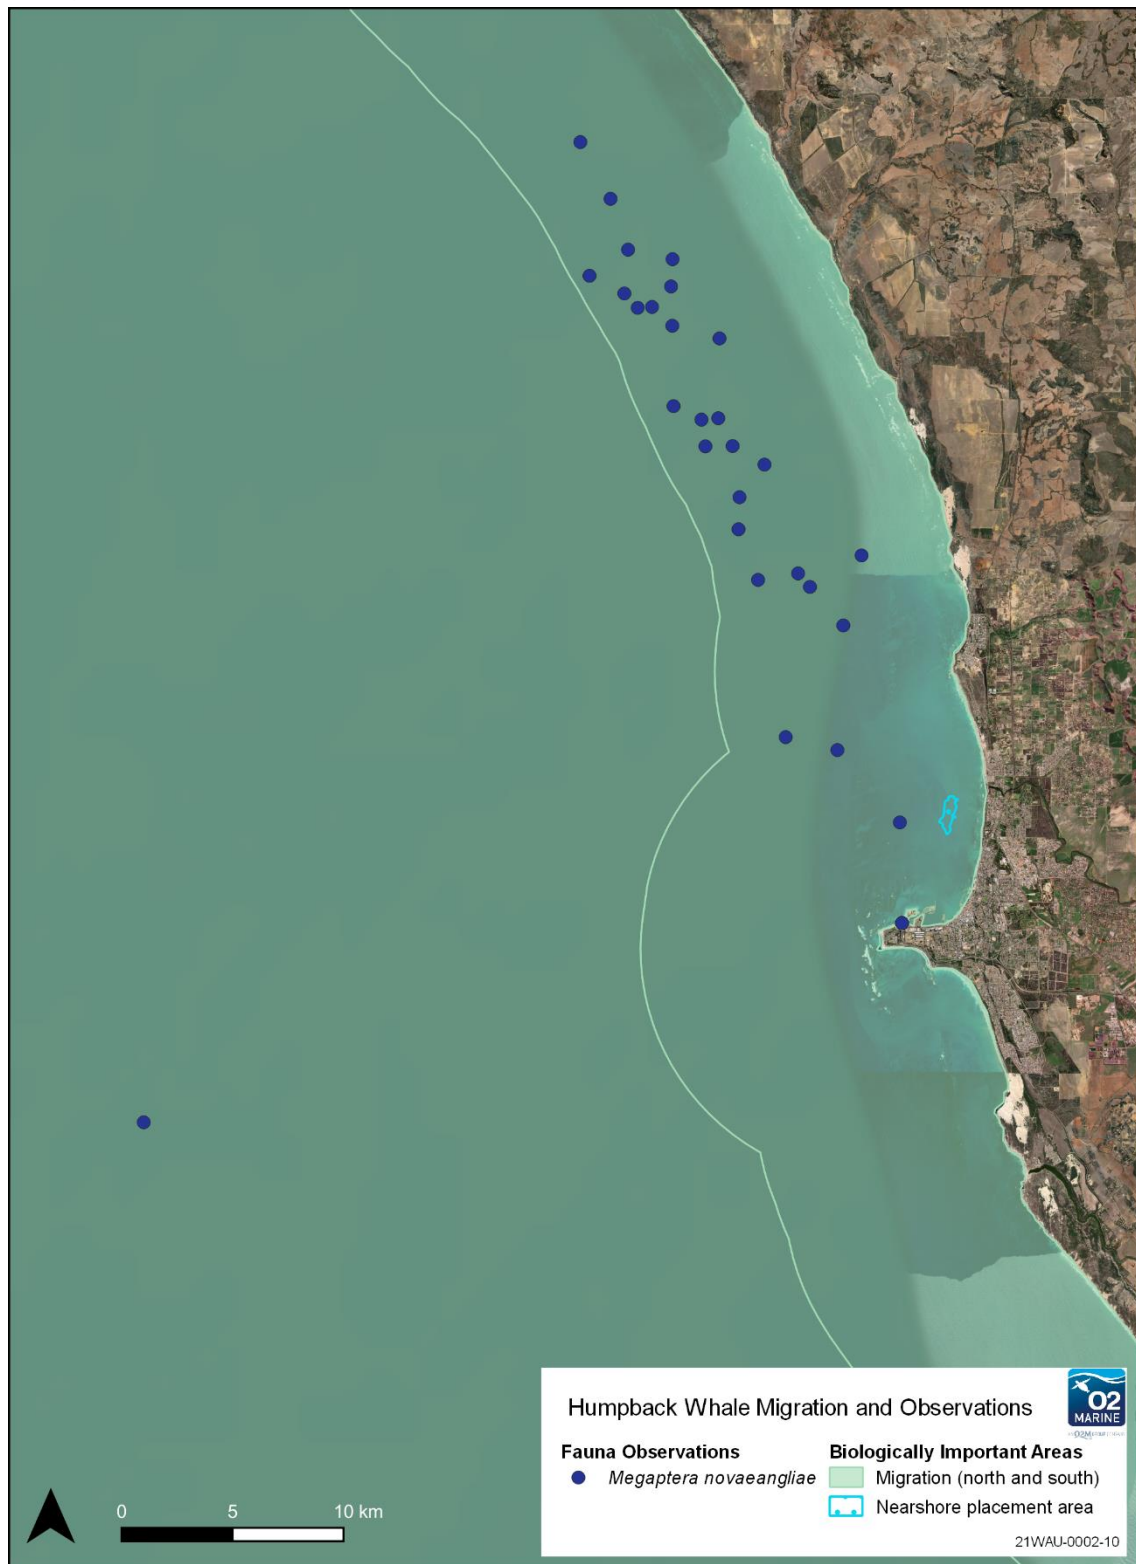 Humpback Whale Migration and Observations
O2
MARINE
Fauna Observations
Megaptera novaeangliae
Biologically Important Areas
Migration (north and south)
Nearshore placement area
0 5 10 km
21WAU-0002-10